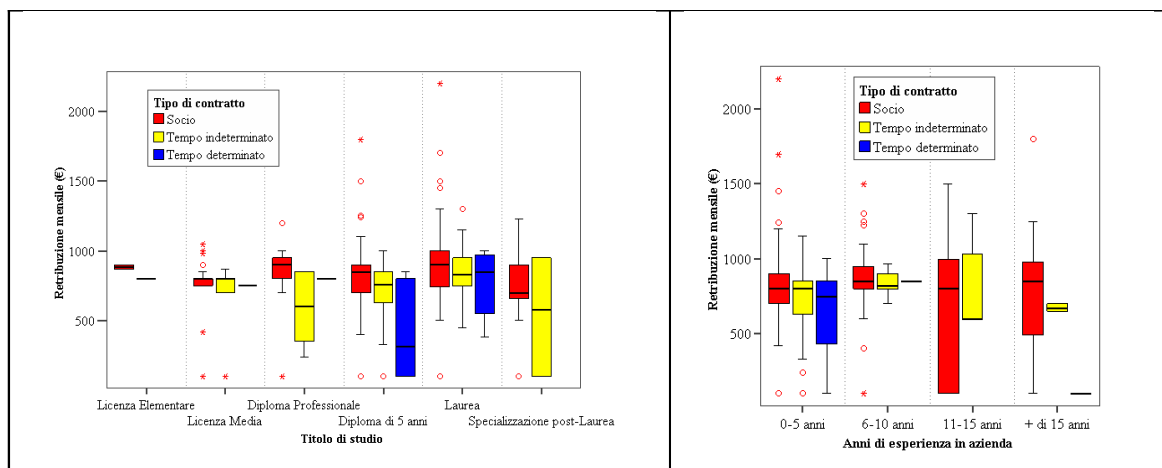 Tipo di contratto
Socio
Tempo indeterminato
Tempo determinato
Retribuzione mensile (€)
2000
1500
1000
500
Licenza Elementare
Diploma Professionale
Laurea
Licenza Media
Diploma di 5 anni
Specializzazione post-Laurea
Titolo di studio
Tipo di contratto
Socio
Tempo indeterminato
Tempo determinato
Retribuzione mensile (€)
2000
1500
1000
500
0-5 anni
6-10 anni
11-15 anni
+ di 15 anni
Anni di esperienza in azienda